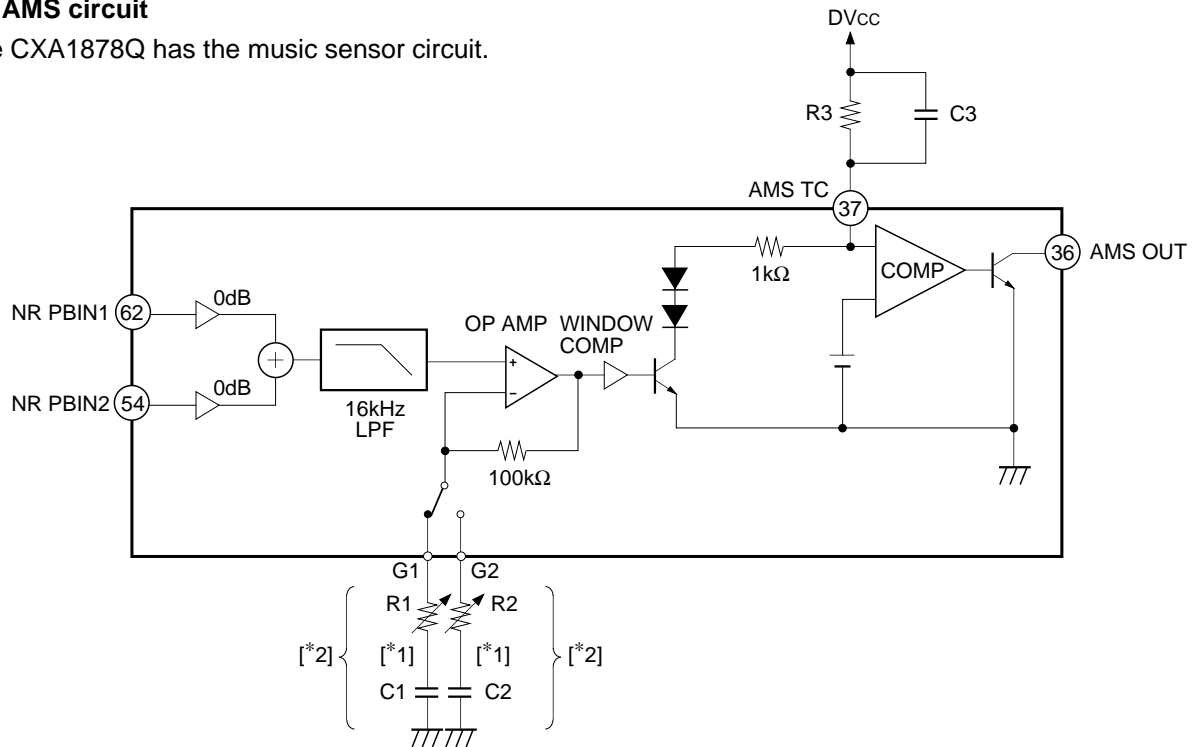 AMS circuit
CXA1878Q has the music sensor circuit.
DVCC
R3
C3
AMS TC
37
36
AMS OUT
1kΩ
COMP
NR PBIN1
62
0dB
OP AMP
WINDOW
COMP
+
+
−
NR PBIN2
54
0dB
16kHz
LPF
100kΩ
G1
G2
R1
R2
[*2]
[*1]
[*1]
[*2]
C1
C2